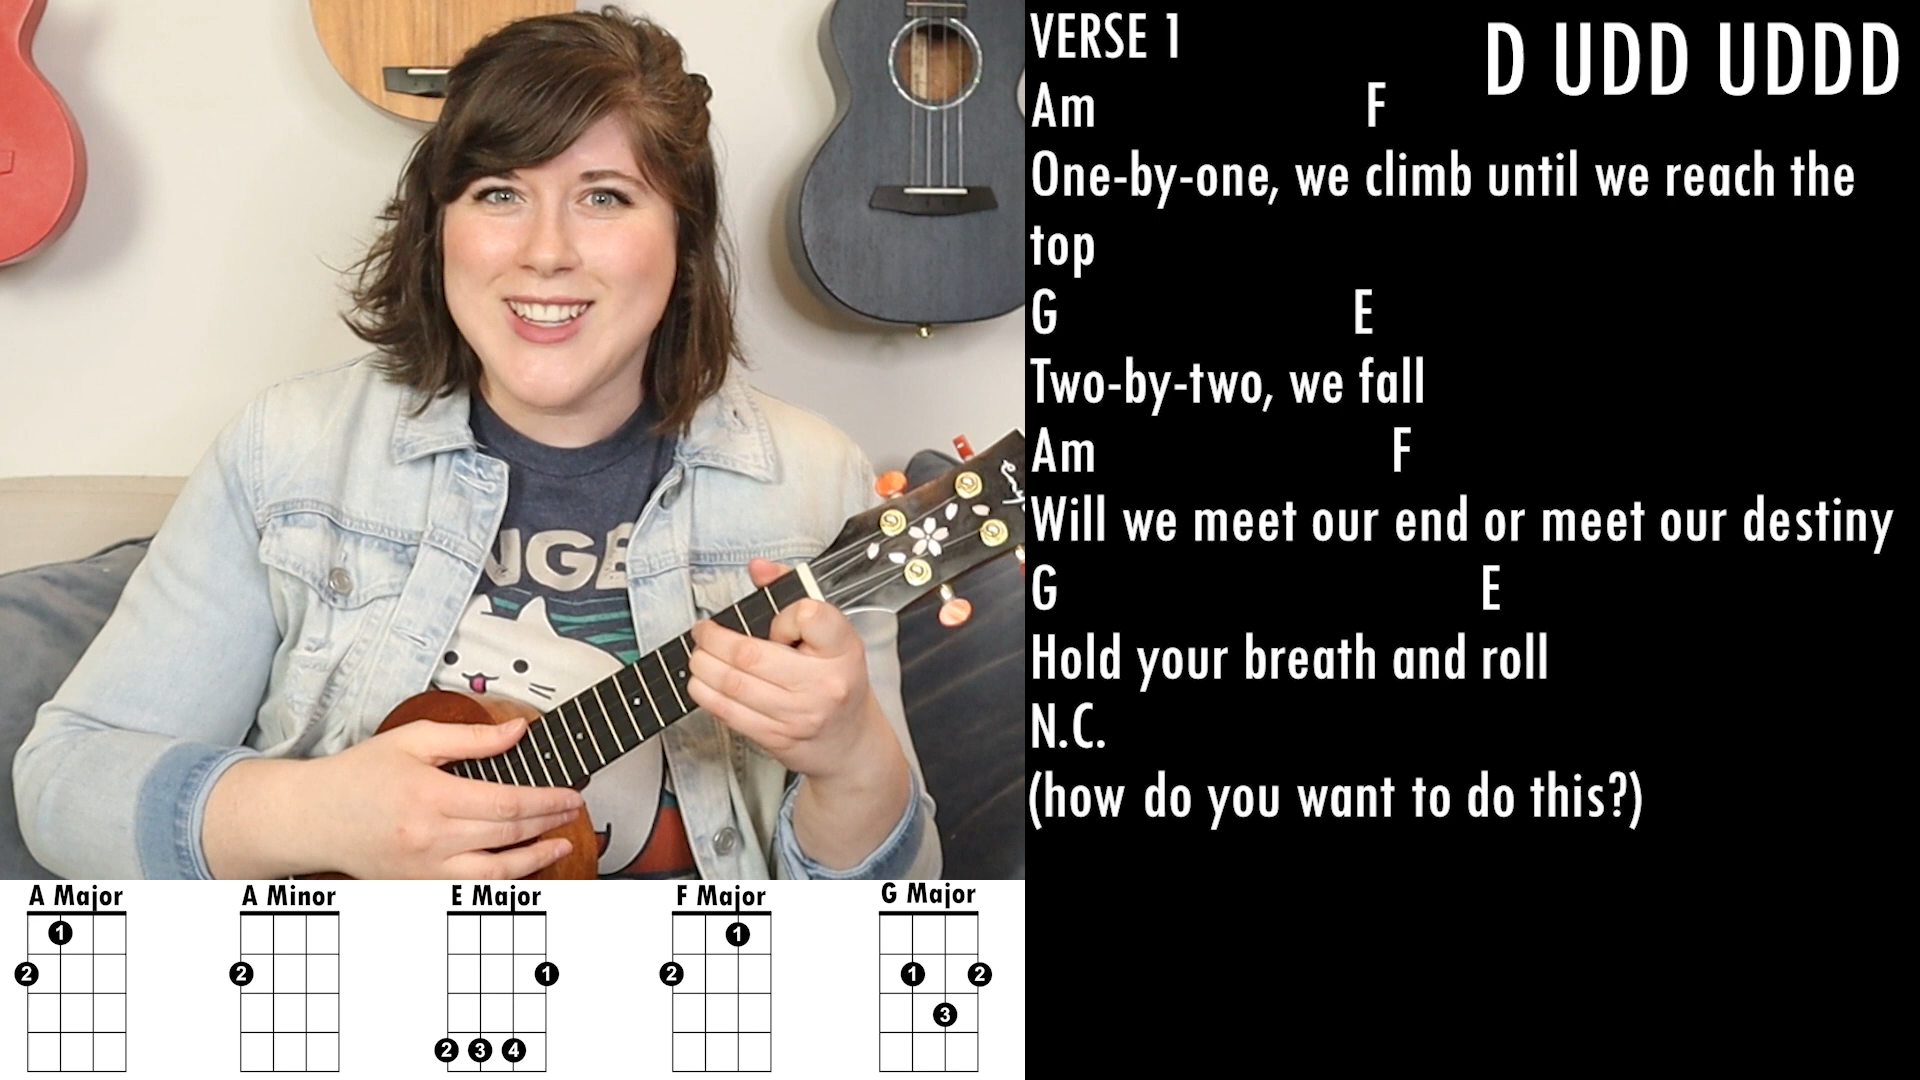 VERSE 1
D UDD UDDD
Am F
One-by-one, we climb until we reach the
top
G E
Two-by-two, we fall
Am F
Will we meet our end or meet our destiny
G E
Hold your breath and roll
N.C.
(how do you want to do this?)
A Major A Minor E Major F Major G Major
1 1
2 2 1 2 1 2
3
2 3 4